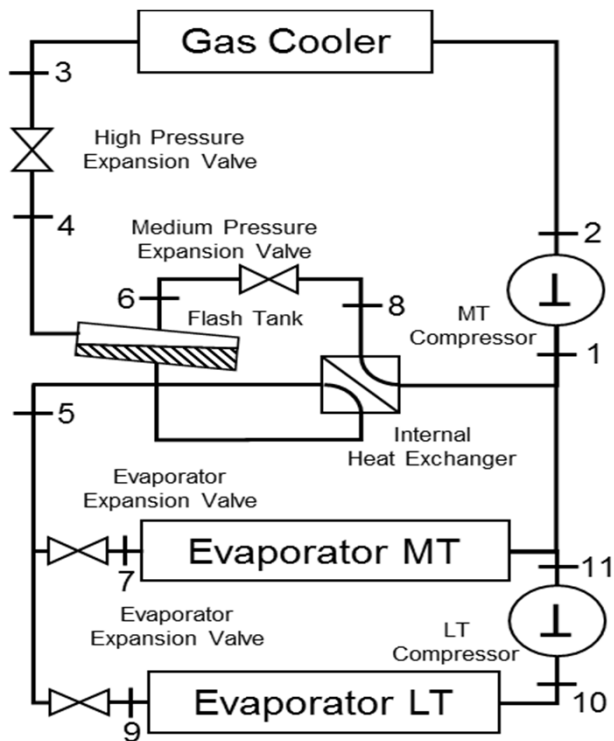 Gas Cooler
3
High Pressure
Expansion Valve
4
Medium Pressure
Expansion Valve
2
6
Flash Tank
8
MT
Compressor
1
5
Internal
Heat Exchanger
Evaporator
Expansion Valve
Evaporator MT
7
11
Evaporator
Expansion Valve
LT
Compressor
Evaporator LT
9
10